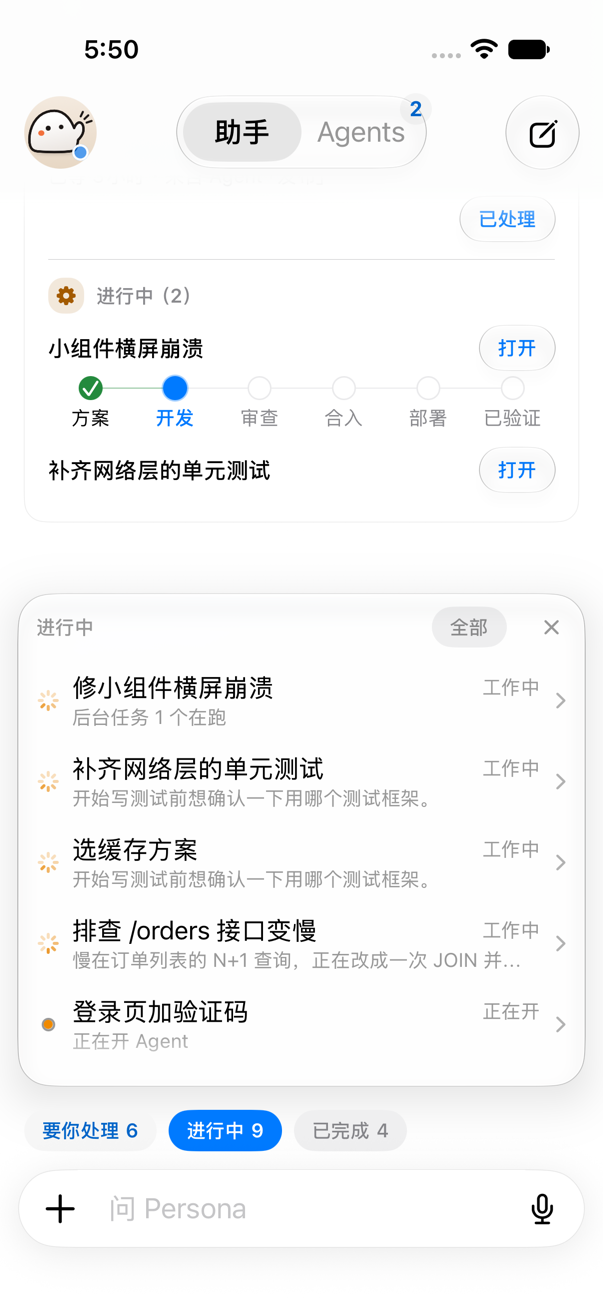 5:50
助手
Agents
2
已处理
进行中（2）
小组件横屏崩溃
打开
方案
开发
审查
合入
部署
已验证
补齐网络层的单元测试
打开
进行中
全部
修小组件横屏崩溃
工作中
后台任务 1 个在跑
补齐网络层的单元测试
工作中
开始写测试前想确认一下用哪个测试框架。
选缓存方案
工作中
开始写测试前想确认一下用哪个测试框架。
排查 /orders 接口变慢
工作中
慢在订单列表的 N+1 查询，正在改成一次 JOIN 并…
登录页加验证码
正在开
正在开 Agent
要你处理 6
进行中 9
已完成 4
问 Persona